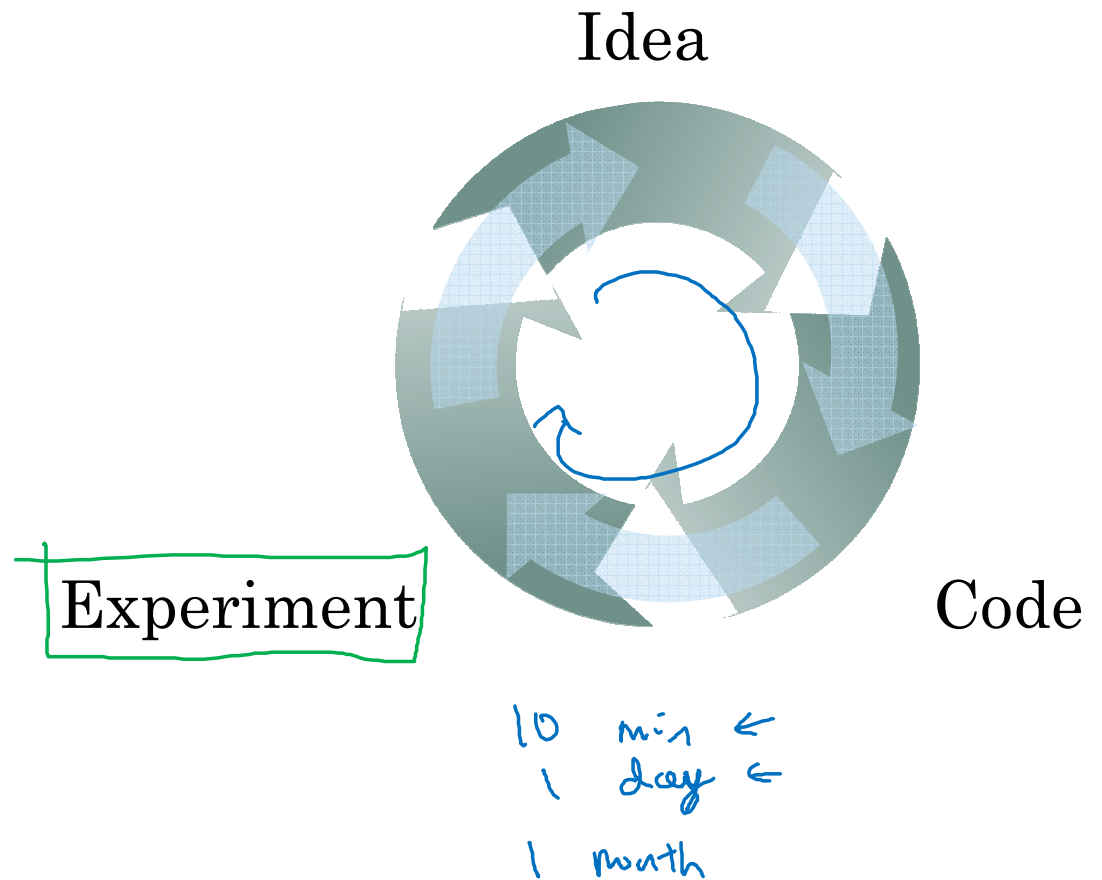 Idea
Experiment
Code
10 min ←
1 day ←
1 month